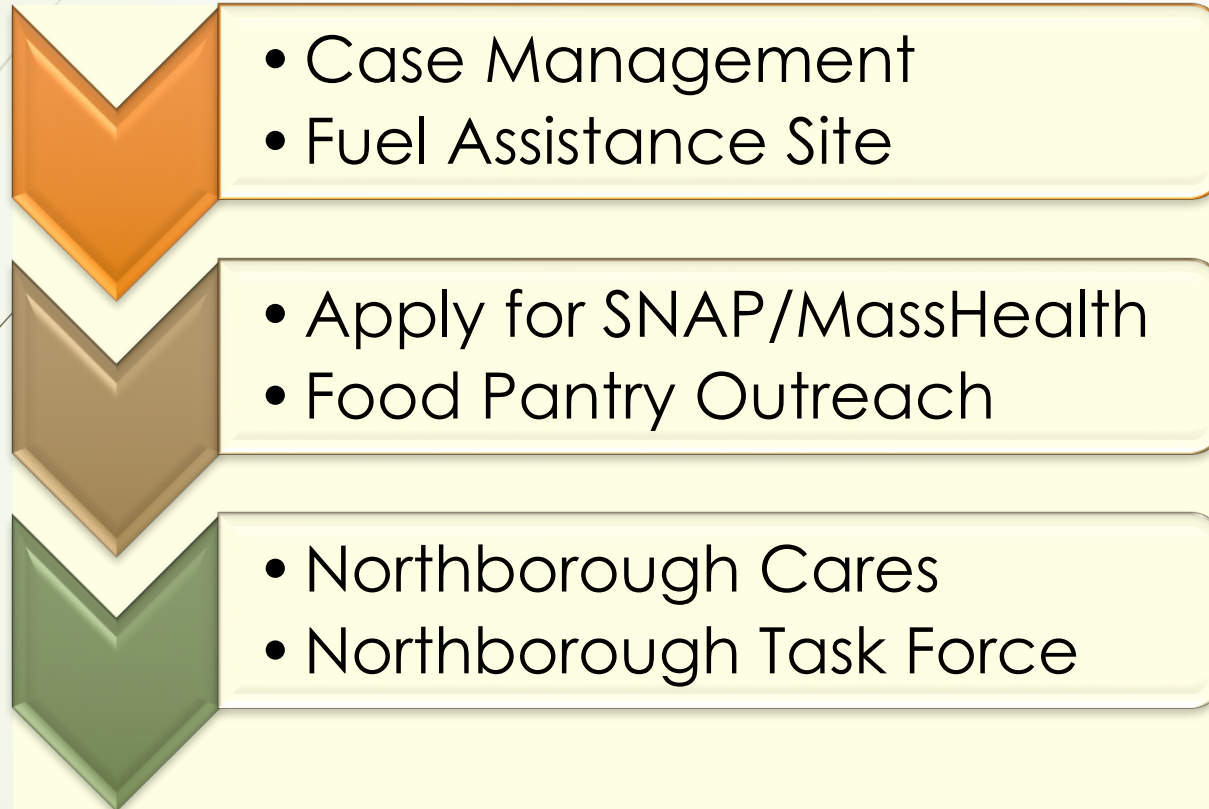 • Case Management
• Fuel Assistance Site
• Apply for SNAP/MassHealth
• Food Pantry Outreach
• Northborough Cares
• Northborough Task Force